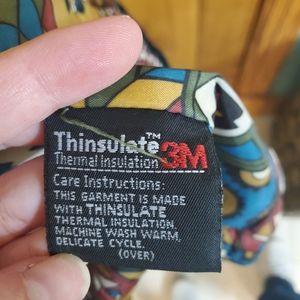 Thinsulate™
Thermal Insulation 3M
Care Instructions:
THIS GARMENT IS MADE
WITH THINSULATE
THERMAL INSULATION.
MACHINE WASH WARM,
DELICATE CYCLE.
(OVER)